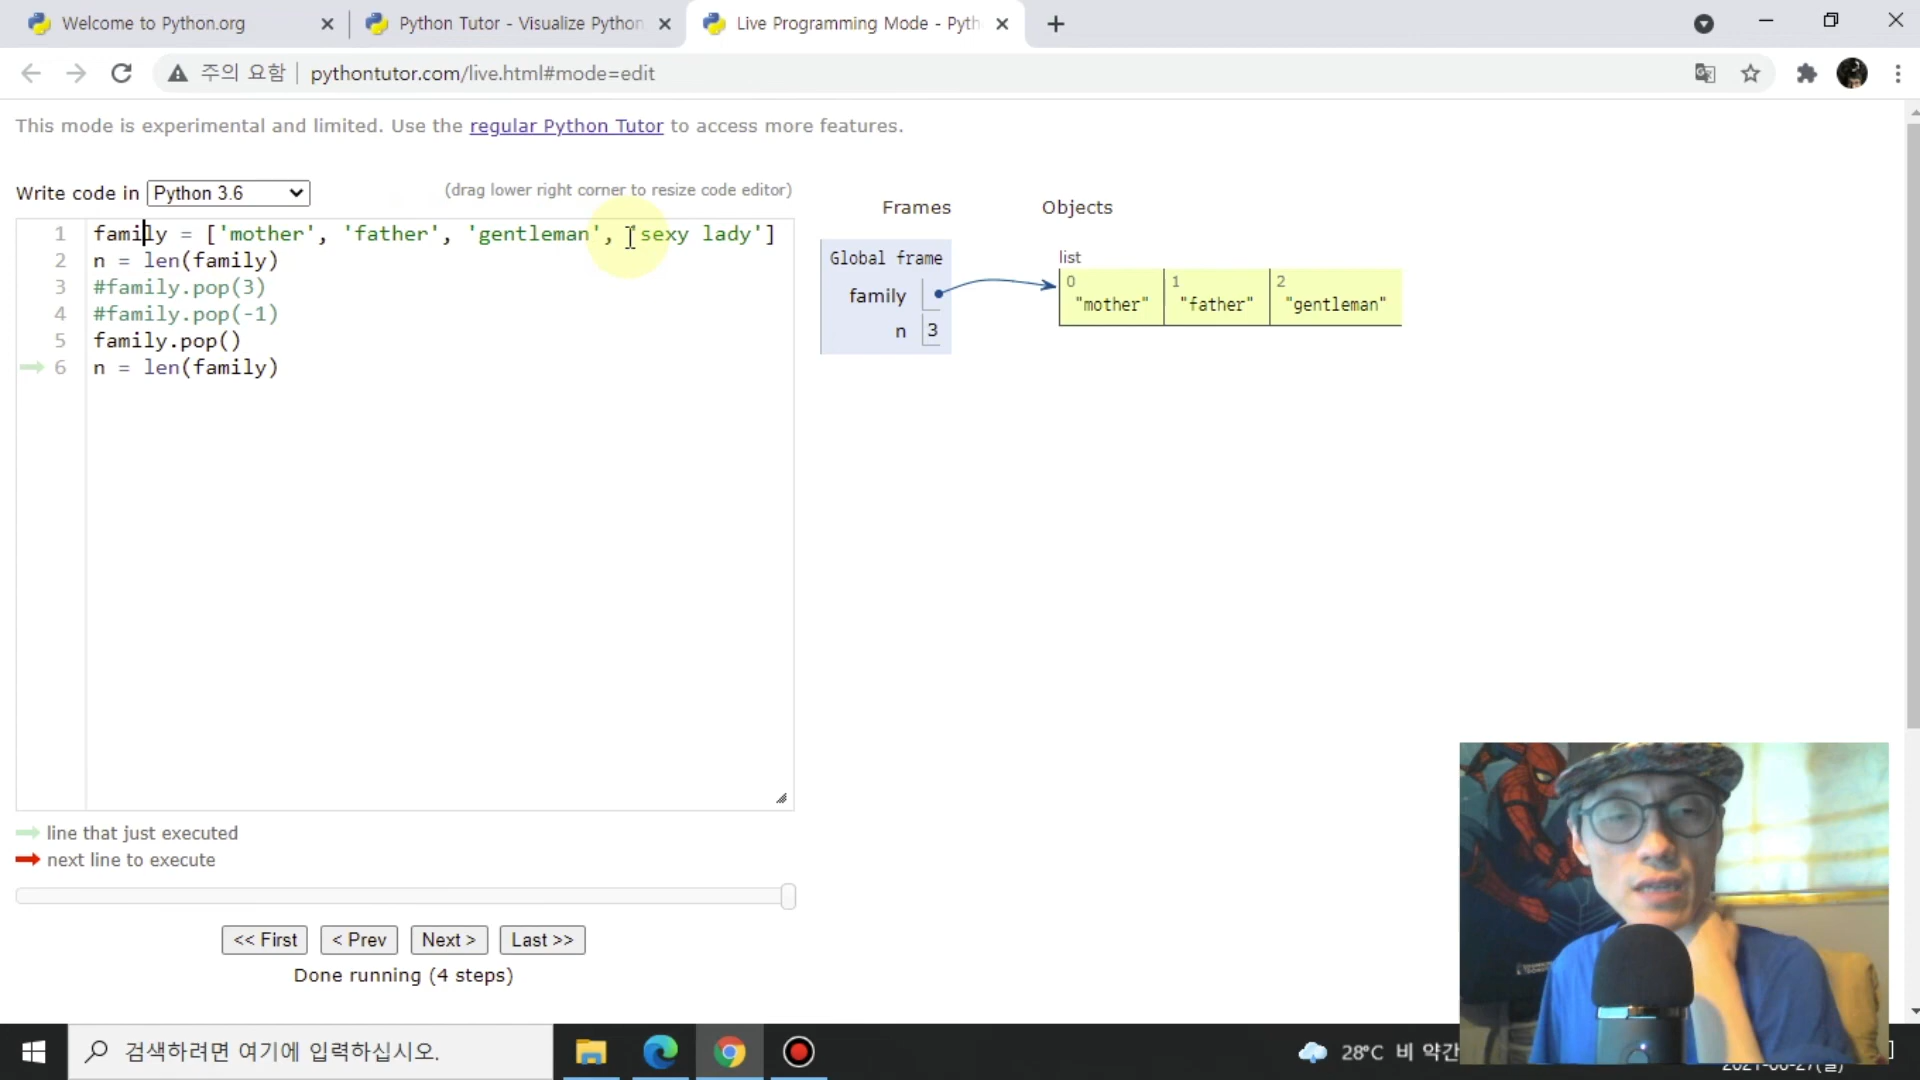 Welcome to Python.org
Python Tutor - Visualize Python
Live Programming Mode - Pyth
주의 요함
pythontutor.com/live.html#mode=edit
This mode is experimental and limited. Use the regular Python Tutor to access more features.
Write code in Python 3.6
(drag lower right corner to resize code editor)
1 family = ['mother', 'father', 'gentleman', 'sexy lady']
2 n = len(family)
3 #family.pop(3)
4 #family.pop(-1)
5 family.pop()
6 n = len(family)
Frames
Objects
Global frame
family
n 3
list
0 1 2
"mother" "father" "gentleman"
line that just executed
next line to execute
<< First < Prev Next > Last >>
Done running (4 steps)
검색하려면 여기에 입력하십시오.
28°C 비 약간